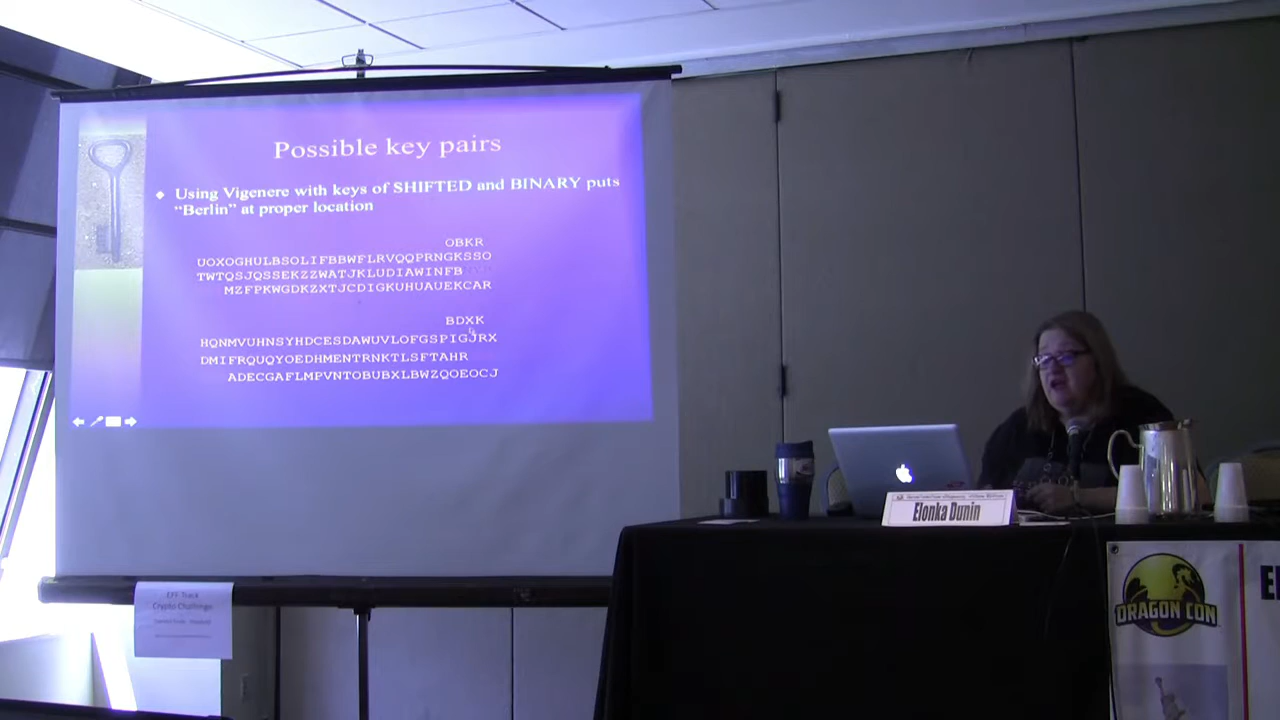 Possible key pairs
Using Vigenere with keys of SHIFTED and BINARY puts
"Berlin" at proper location
OBKR
UOXOGHULBSOLIFBBWFLRVQQPRNGKSSO
TWTQSJQSSEKZZWATJKLUDIAWINFB
MZFPKWGDKZXTJCDIGKUHUAUEKCAR
BDXK
HQNMVUHNSYHDCESDAWUVLOFGSPIGJRX
DMIFRQUQYOEDHMENTRNKTLSFTAHR
ADECGAFLMPVNTOBUBXLBWZQOEOCJ
EFF Track
Crypto Challenge
Elonka Dunin
DRAGON CON